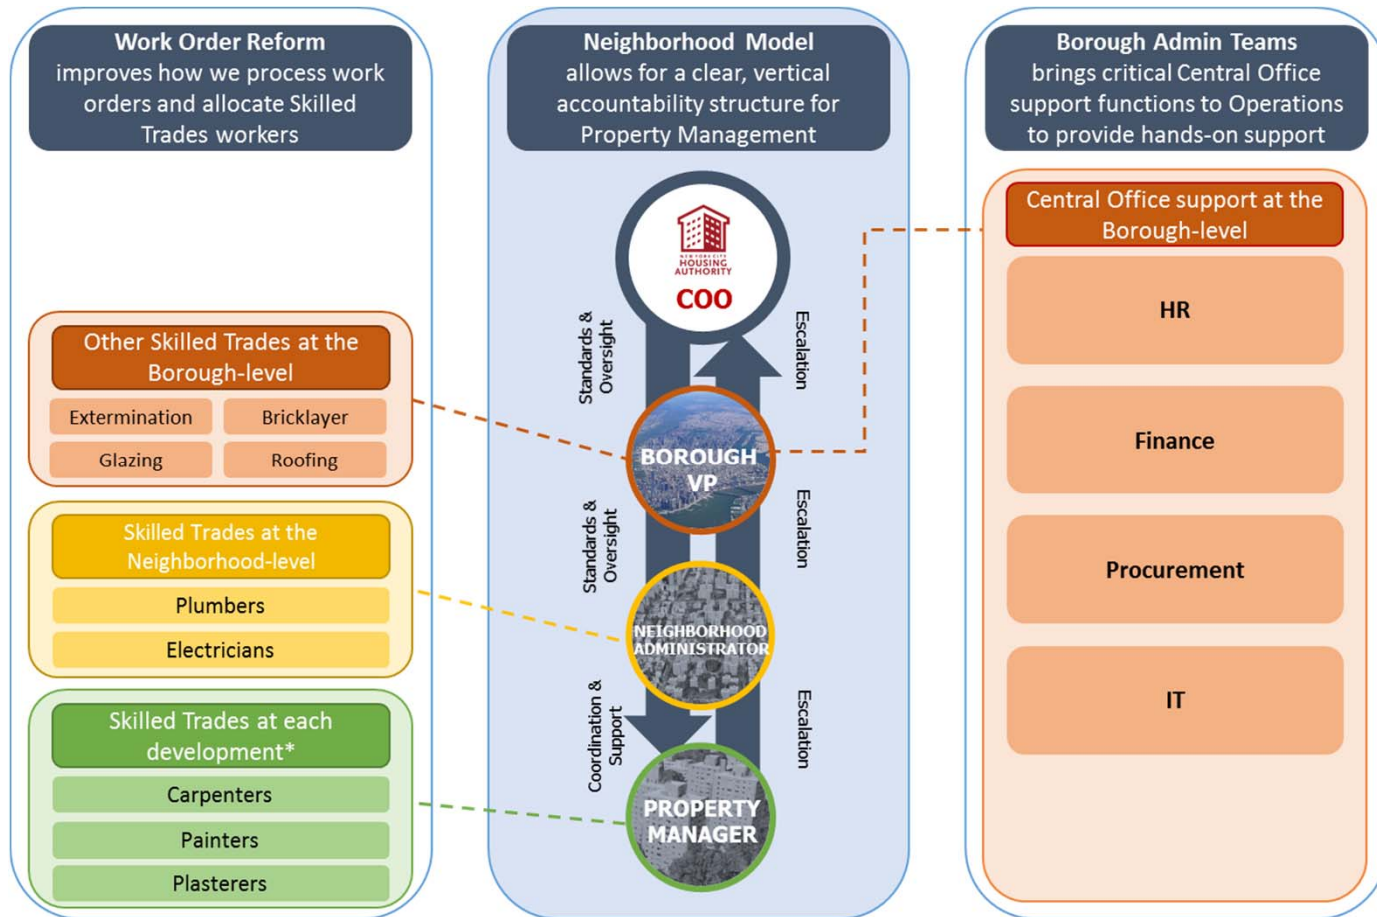 Work Order Reform
improves how we process work
orders and allocate Skilled
Trades workers
Other Skilled Trades at the
Borough-level
Extermination
Bricklayer
Glazing
Roofing
Skilled Trades at the
Neighborhood-level
Plumbers
Electricians
Skilled Trades at each
development*
Carpenters
Painters
Plasterers
Neighborhood Model
allows for a clear, vertical
accountability structure for
Property Management
NEW YORK CITY
HOUSING
AUTHORITY
COO
Standards &
Oversight
Escalation
BOROUGH
VP
Standards &
Oversight
Escalation
NEIGHBORHOOD
ADMINISTRATOR
Coordination &
Support
Escalation
PROPERTY
MANAGER
Borough Admin Teams
brings critical Central Office
support functions to Operations
to provide hands-on support
Central Office support at the
Borough-level
HR
Finance
Procurement
IT